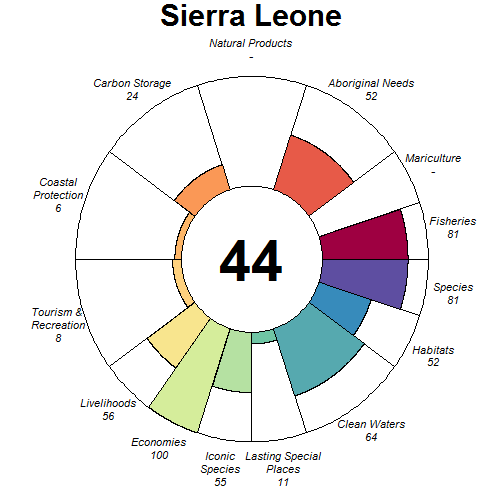 Sierra Leone
Natural Products
-
Carbon Storage
24
Aboriginal Needs
52
Mariculture
-
Coastal
Protection
6
Fisheries
81
44
Species
81
Tourism &
Recreation
8
Habitats
52
Livelihoods
56
Clean Waters
64
Economies
100
Iconic
Species
55
Lasting Special
Places
11